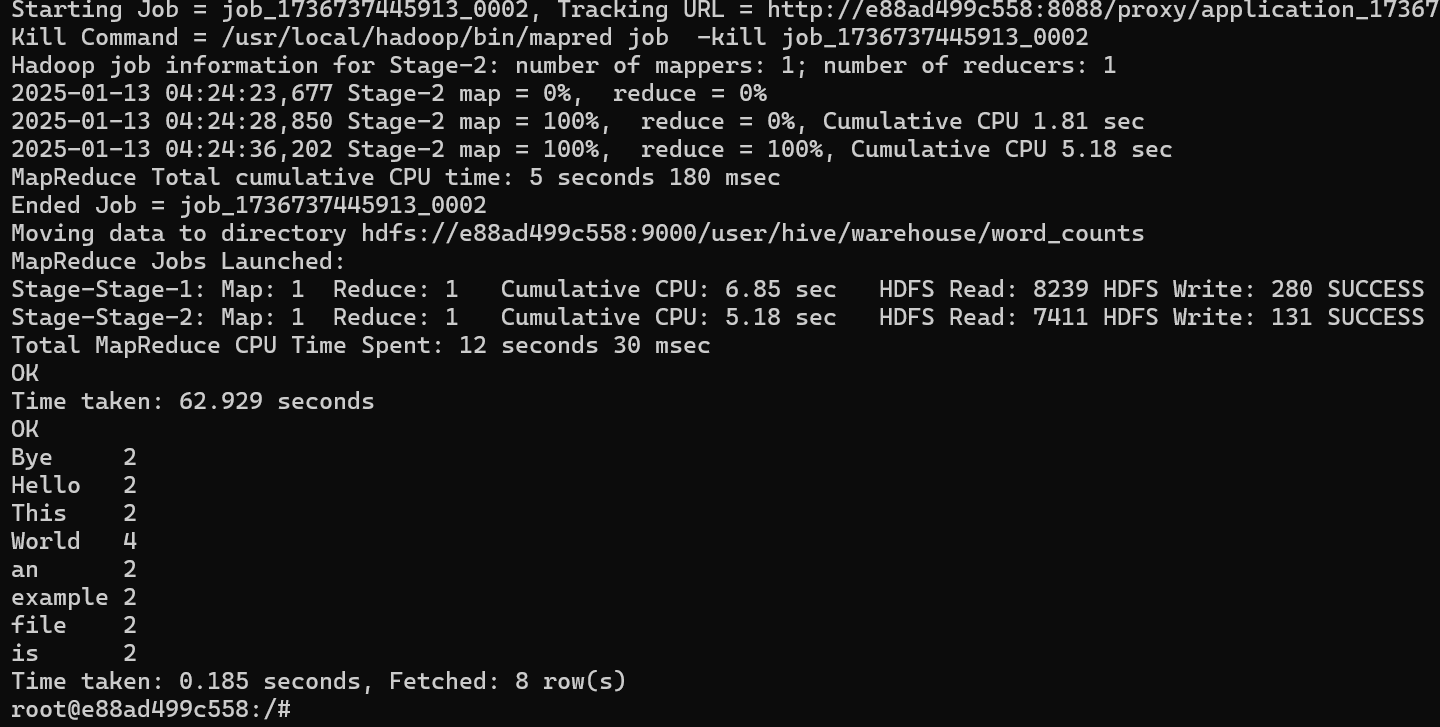 Starting Job = job_1736737445913_0002, Tracking URL = http://e88ad499c558:8088/proxy/application_17367
Kill Command = /usr/local/hadoop/bin/mapred job  -kill job_1736737445913_0002
Hadoop job information for Stage-2: number of mappers: 1; number of reducers: 1
2025-01-13 04:24:23,677 Stage-2 map = 0%,  reduce = 0%
2025-01-13 04:24:28,850 Stage-2 map = 100%,  reduce = 0%, Cumulative CPU 1.81 sec
2025-01-13 04:24:36,202 Stage-2 map = 100%,  reduce = 100%, Cumulative CPU 5.18 sec
MapReduce Total cumulative CPU time: 5 seconds 180 msec
Ended Job = job_1736737445913_0002
Moving data to directory hdfs://e88ad499c558:9000/user/hive/warehouse/word_counts
MapReduce Jobs Launched:
Stage-Stage-1: Map: 1  Reduce: 1   Cumulative CPU: 6.85 sec   HDFS Read: 8239 HDFS Write: 280 SUCCESS
Stage-Stage-2: Map: 1  Reduce: 1   Cumulative CPU: 5.18 sec   HDFS Read: 7411 HDFS Write: 131 SUCCESS
Total MapReduce CPU Time Spent: 12 seconds 30 msec
OK
Time taken: 62.929 seconds
OK
Bye     2
Hello   2
This    2
World   4
an      2
example 2
file    2
is      2
Time taken: 0.185 seconds, Fetched: 8 row(s)
root@e88ad499c558:/#